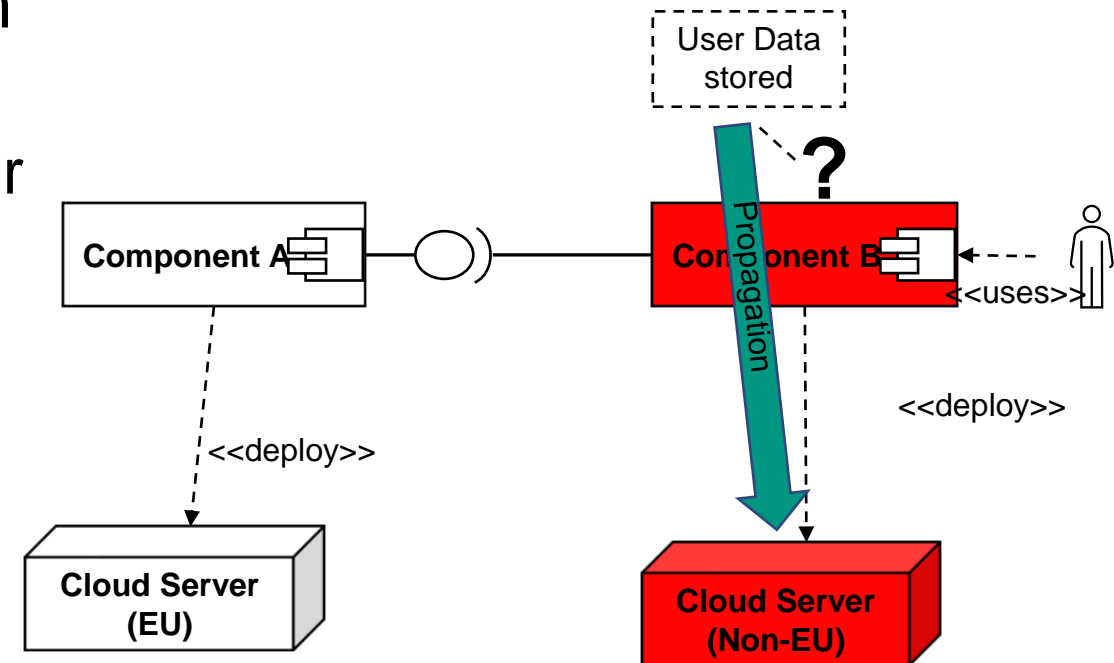 n
User Data
stored
r
?
Component A
Component B
Propagation
<<uses>>
<<deploy>>
<<deploy>>
Cloud Server
(EU)
Cloud Server
(Non-EU)